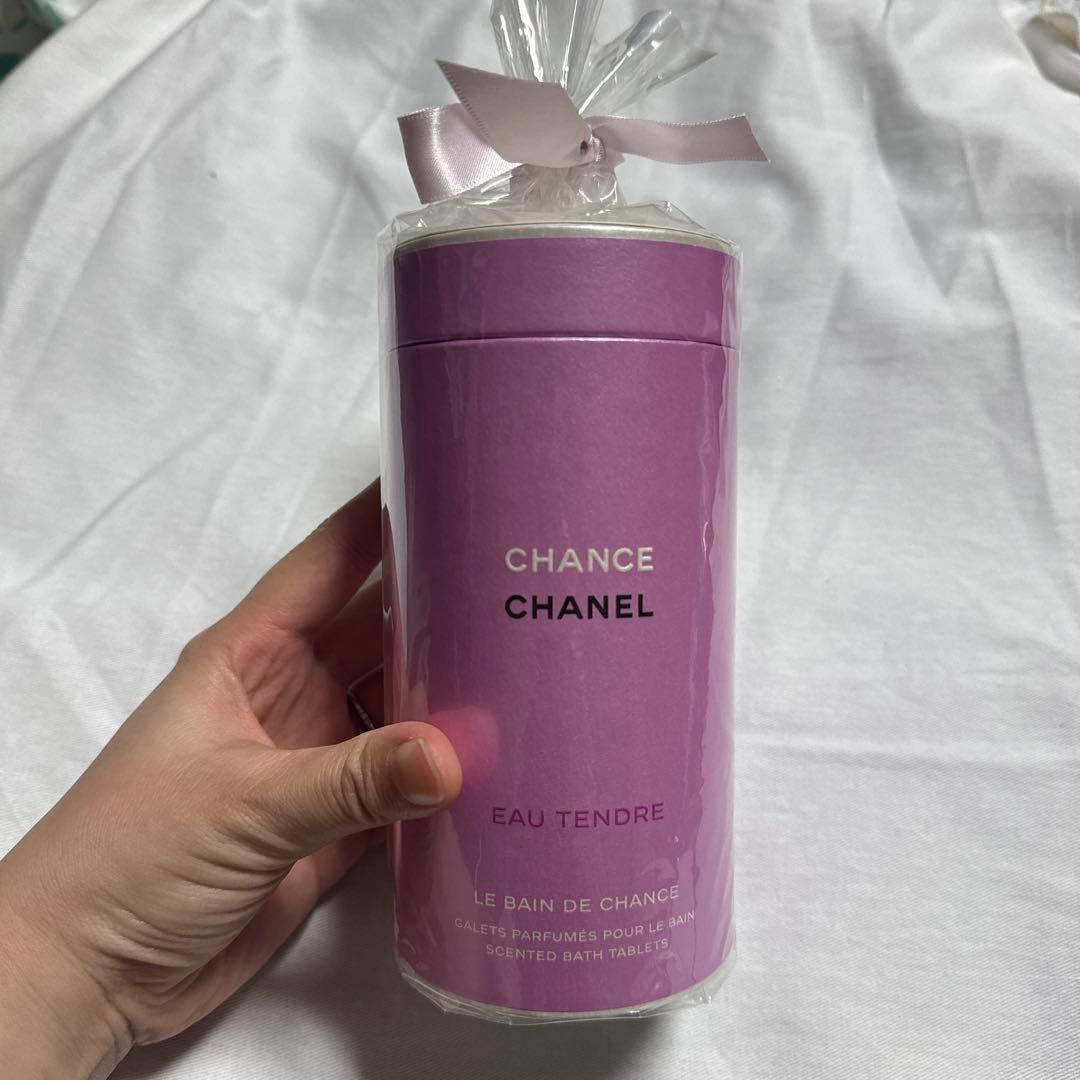 CHANCE
CHANEL
EAU TENDRE
LE BAIN DE CHANCE
GALETS PARFUMÉS POUR LE BAIN
SCENTED BATH TABLETS